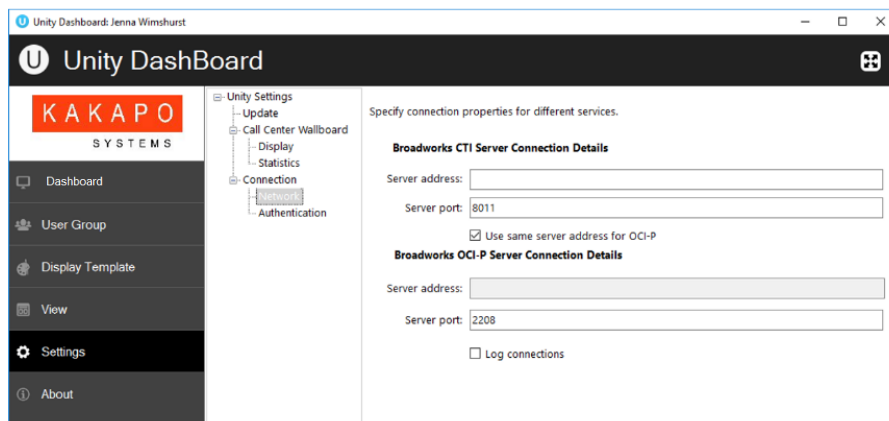 Unity Dashboard: Jenna Wimshurst
U Unity DashBoard
KAKAPO
SYSTEMS
Dashboard
User Group
Display Template
View
Settings
About
Unity Settings
Update
Call Center Wallboard
Display
Statistics
Connection
Network
Authentication
Specify connection properties for different services.
Broadworks CTI Server Connection Details
Server address:
Server port: 8011
Use same server address for OCI-P
Broadworks OCI-P Server Connection Details
Server address:
Server port: 2208
Log connections